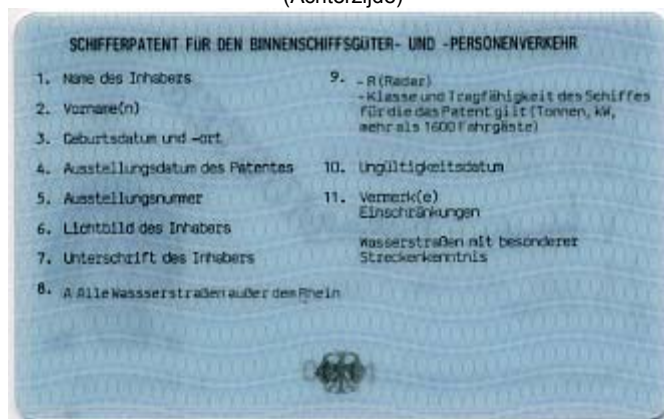 (Achterzijde)
SCHIFFERPATENT FÜR DEN BINNENSCHIFFSGÜTER- UND -PERSONENVERKEHR
1. Name des Inhabers
2. Vorname(n)
3. Geburtsdatum und -ort
4. Ausstellungsdatum des Patentes
5. Ausstellungsnummer
6. Lichtbild des Inhabers
7. Unterschrift des Inhabers
8. A Alle Wassserstraßen außer dem Rhein
9. - R (Radar)
- Klasse und Tragfähigkeit des Schiffes
für die das Patent gilt (Tonnen, kW,
mehr als 1600 Fahrgäste)
10. Ungültigkeitsdatum
11. Vermerk(e)
Einschränkungen
Wasserstraßen mit besonderer
Streckenkenntnis